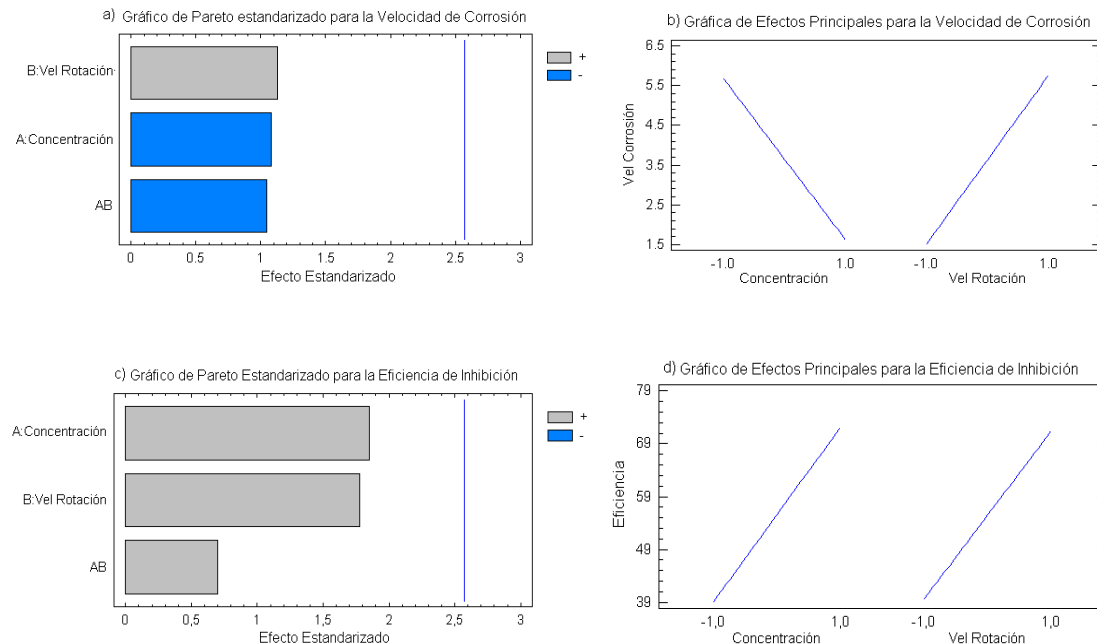 a) Gráfico de Pareto estandarizado para la Velocidad de Corrosión
B:Vel Rotación
A:Concentración
AB
0 0.5 1 1.5 2 2.5 3
Efecto Estandarizado
+
-
b) Gráfica de Efectos Principales para la Velocidad de Corrosión
Vel Corrosión
6.5
5.5
4.5
3.5
2.5
1.5
-1.0 1.0 -1.0 1.0
Concentración Vel Rotación
c) Gráfico de Pareto Estandarizado para la Eficiencia de Inhibición
A:Concentración
B:Vel Rotación
AB
0 0,5 1 1,5 2 2,5 3
Efecto Estandarizado
+
-
d) Gráfico de Efectos Principales para la Eficiencia de Inhibición
Eficiencia
79
69
59
49
39
-1,0 1,0 -1,0 1,0
Concentración Vel Rotación